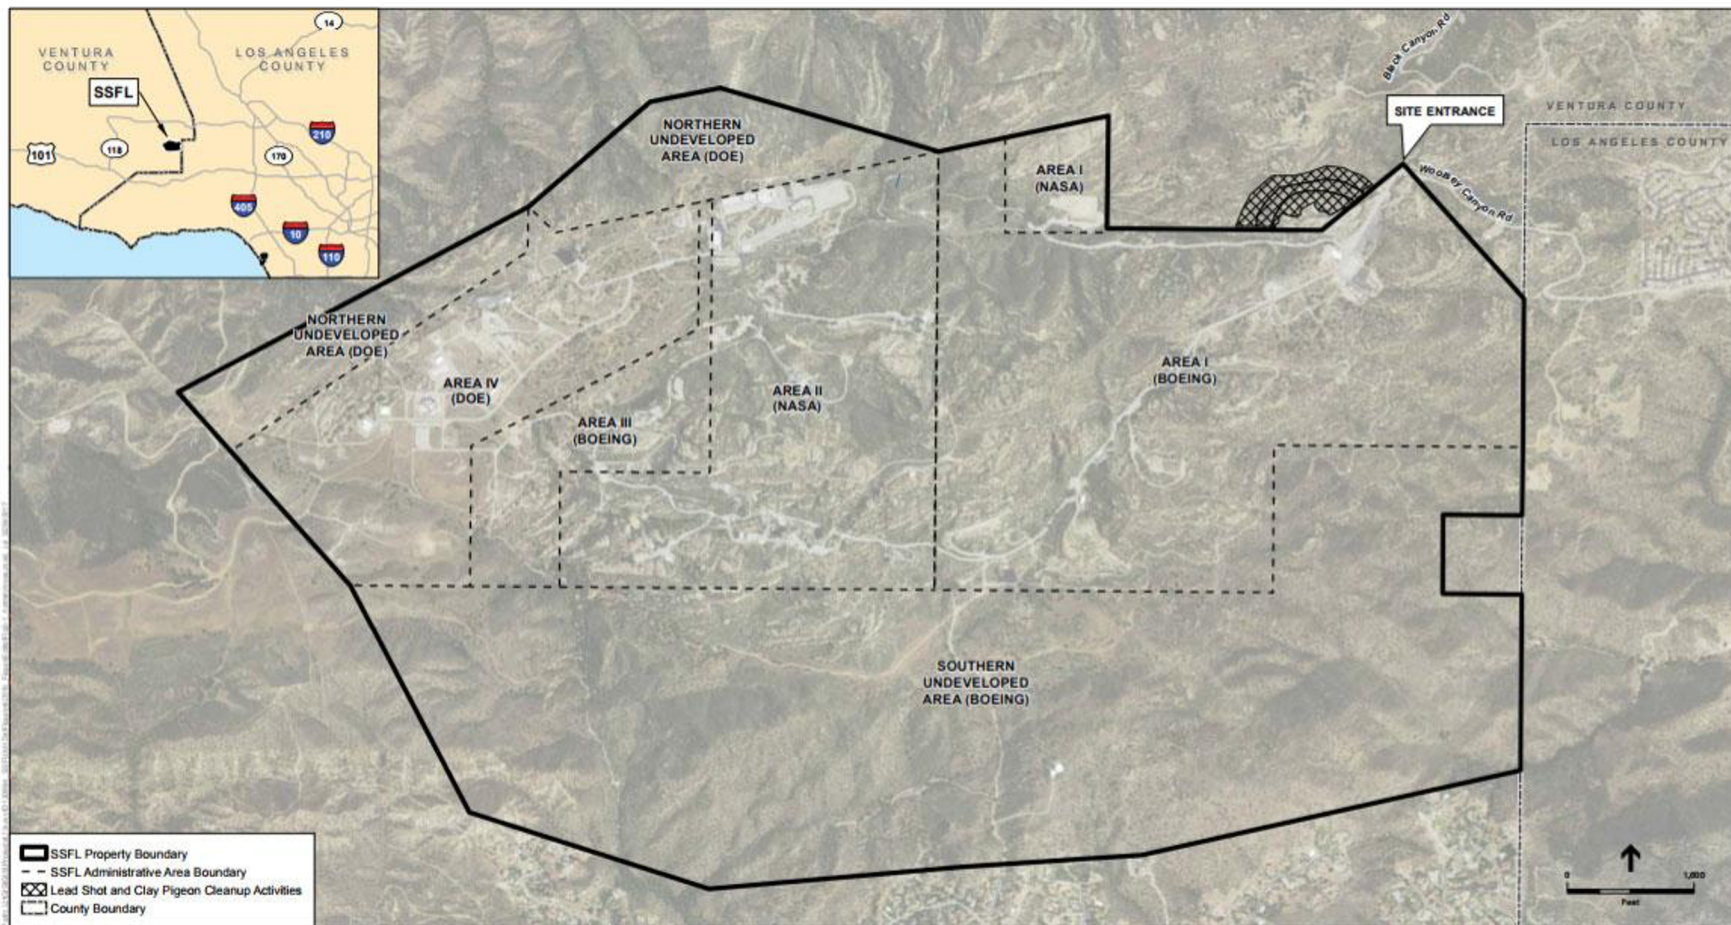 VENTURA
COUNTY
LOS ANGELES
COUNTY
SSFL
14
101
118
170
210
405
10
110
NORTHERN
UNDEVELOPED
AREA (DOE)
AREA I
(NASA)
Black Canyon Rd
SITE ENTRANCE
VENTURA COUNTY
LOS ANGELES COUNTY
Woolsey Canyon Rd
NORTHERN
UNDEVELOPED
AREA (DOE)
AREA IV
(DOE)
AREA III
(BOEING)
AREA II
(NASA)
AREA I
(BOEING)
SOUTHERN
UNDEVELOPED
AREA (BOEING)
SSFL Property Boundary
SSFL Administrative Area Boundary
Lead Shot and Clay Pigeon Cleanup Activities
County Boundary
0 1,000
Feet